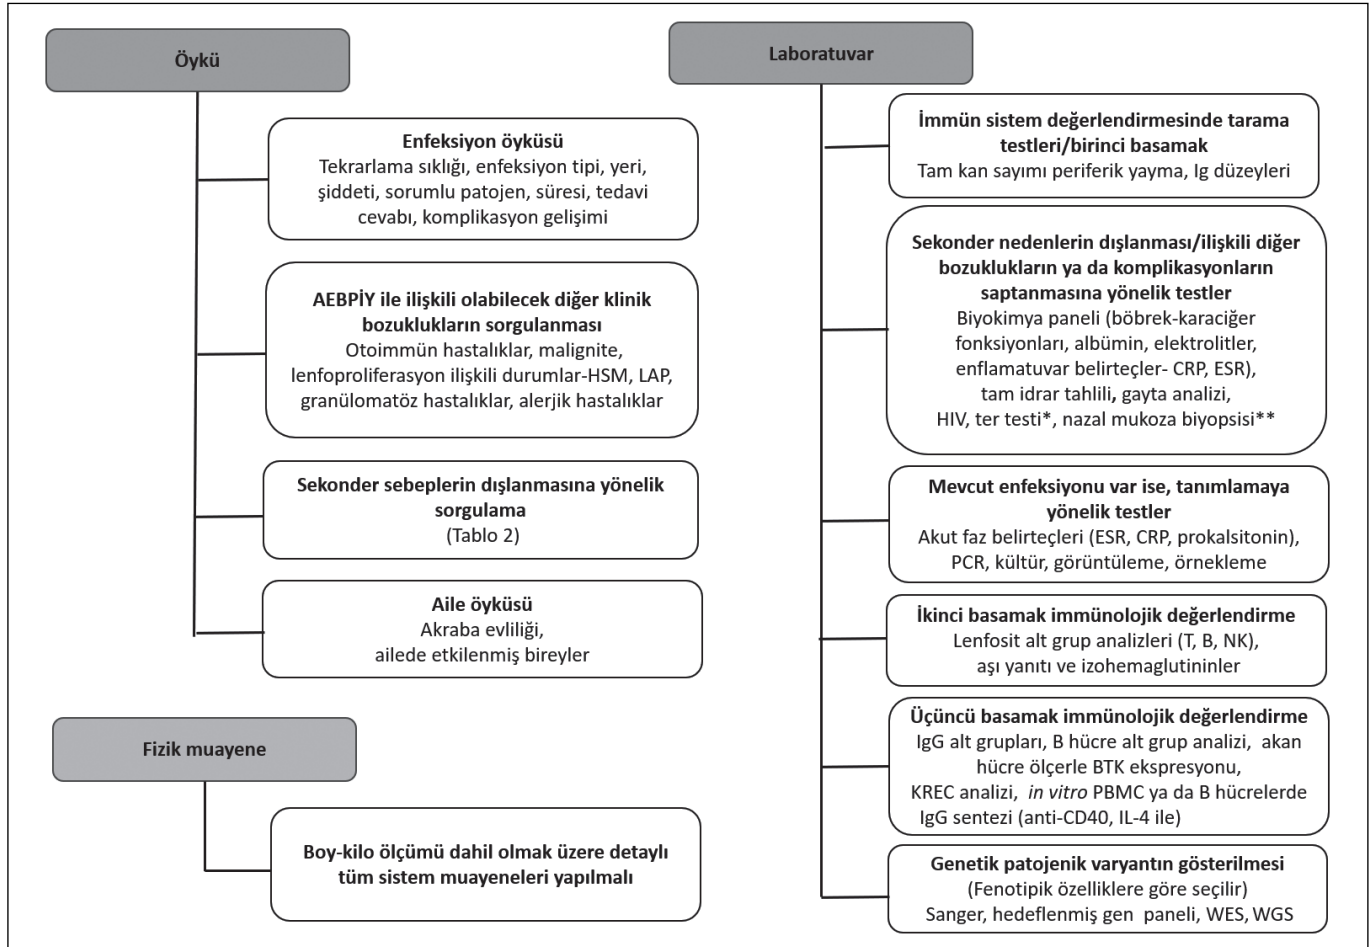 Öykü
Enfeksiyon öyküsü
Tekrarlama sıklığı, enfeksiyon tipi, yeri,
şiddeti, sorumlu patojen, süresi, tedavi
cevabı, komplikasyon gelişimi
AEBPİY ile ilişkili olabilecek diğer klinik
bozuklukların sorgulanması
Otoimmün hastalıklar, malignite,
lenfoproliferasyon ilişkili durumlar-HSM, LAP,
granülomatöz hastalıklar, alerjik hastalıklar
Sekonder sebeplerin dışlanmasına yönelik
sorgulama
(Tablo 2)
Aile öyküsü
Akraba evliliği,
ailede etkilenmiş bireyler
Fizik muayene
Boy-kilo ölçümü dahil olmak üzere detaylı
tüm sistem muayeneleri yapılmalı
Laboratuvar
İmmün sistem değerlendirmesinde tarama
testleri/birinci basamak
Tam kan sayımı periferik yayma, Ig düzeyleri
Sekonder nedenlerin dışlanması/ilişkili diğer
bozuklukların ya da komplikasyonların
saptanmasına yönelik testler
Biyokimya paneli (böbrek-karaciğer
fonksiyonları, albümin, elektrolitler,
enflamatuvar belirteçler- CRP, ESR),
tam idrar tahlili, gayta analizi,
HIV, ter testi*, nazal mukoza biyopsisi**
Mevcut enfeksiyonu var ise, tanımlamaya
yönelik testler
Akut faz belirteçleri (ESR, CRP, prokalsitonin),
PCR, kültür, görüntüleme, örnekleme
İkinci basamak immünolojik değerlendirme
Lenfosit alt grup analizleri (T, B, NK),
aşı yanıtı ve izohemaglutininler
Üçüncü basamak immünolojik değerlendirme
IgG alt grupları, B hücre alt grup analizi, akan
hücre ölçerle BTK ekspresyonu,
KREC analizi, in vitro PBMC ya da B hücrelerde
IgG sentezi (anti-CD40, IL-4 ile)
Genetik patojenik varyantın gösterilmesi
(Fenotipik özelliklere göre seçilir)
Sanger, hedeflenmiş gen paneli, WES, WGS